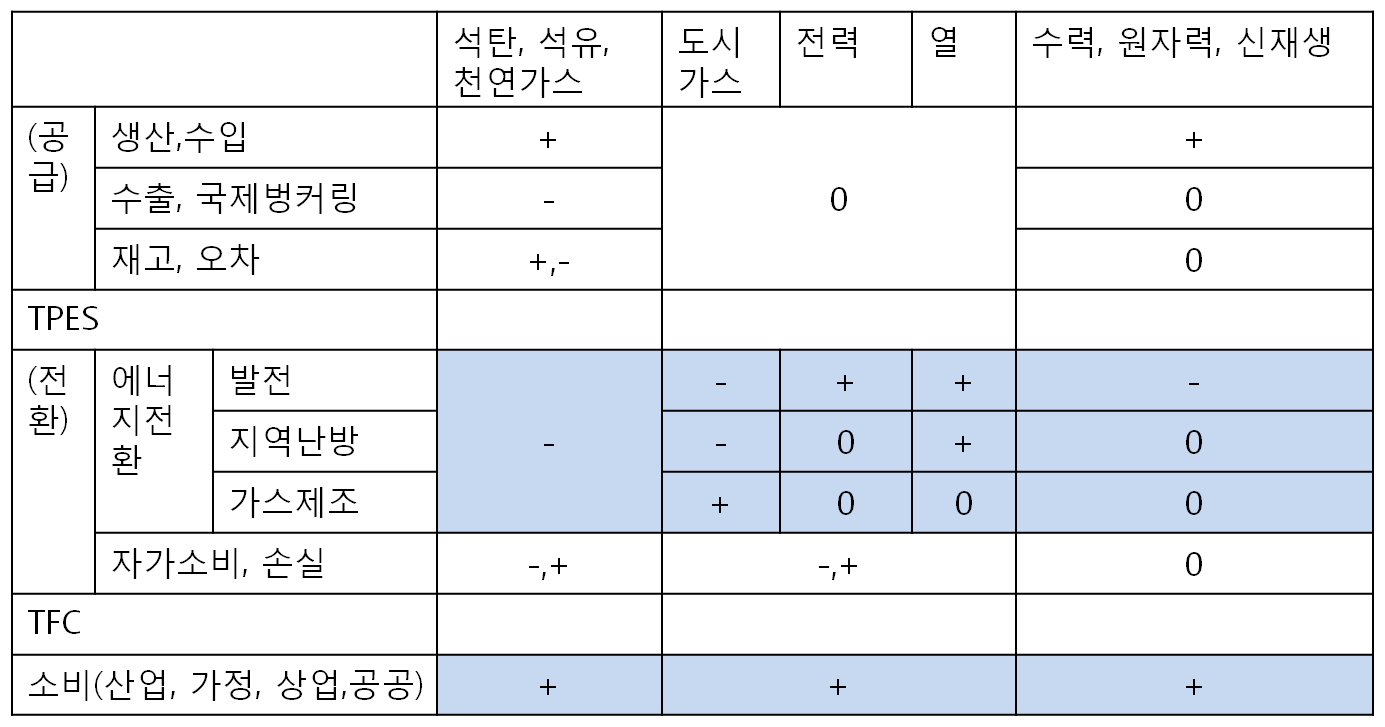 석탄, 석유,
천연가스
도시
가스
전력
열
수력, 원자력, 신재생
(공
급)
생산,수입
+
0
+
수출, 국제벙커링
-
0
재고, 오차
+,-
0
TPES
(전
환)
에너
지전
환
발전
-
-
+
+
-
지역난방
-
0
+
0
가스제조
+
0
0
0
자가소비, 손실
-,+
-,+
0
TFC
소비(산업, 가정, 상업,공공)
+
+
+